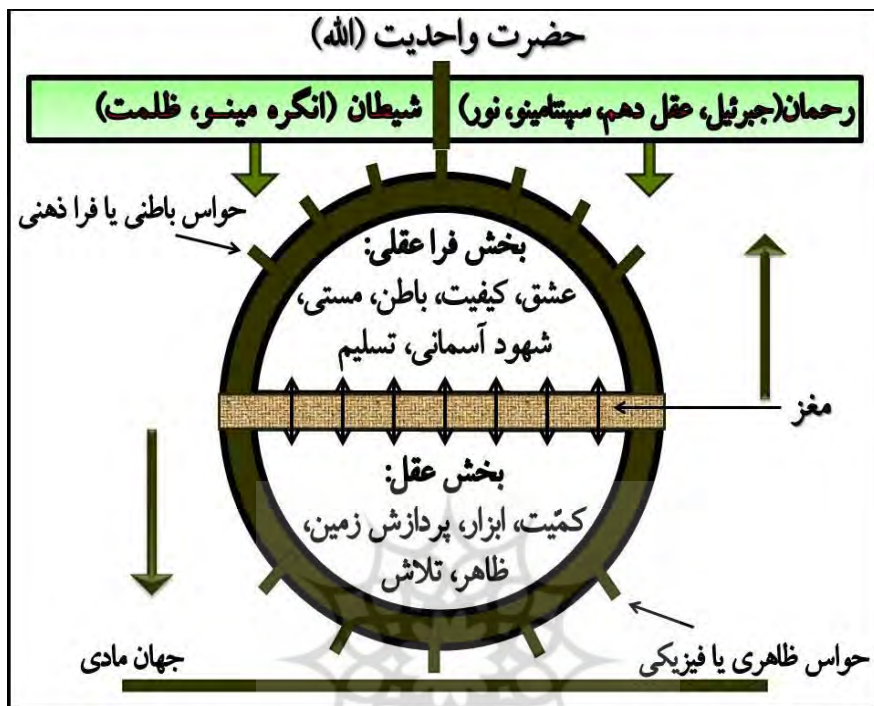 حضرت واحدیت (الله)
رحمان(جبرئیل، عقل دهم، سپنتامینو، نور)
شیطان (انگره مینـو، ظلمت)
حواس باطنی یا فرا ذهنی
بخش فرا عقلی:
عشق، کیفیت، باطن، مستی،
شهود آسمانی، تسلیم
مغز
بخش عقل:
کمّیت، ابزار، پردازش زمین،
ظاهر، تلاش
حواس ظاهری یا فیزیکی
جهان مادی